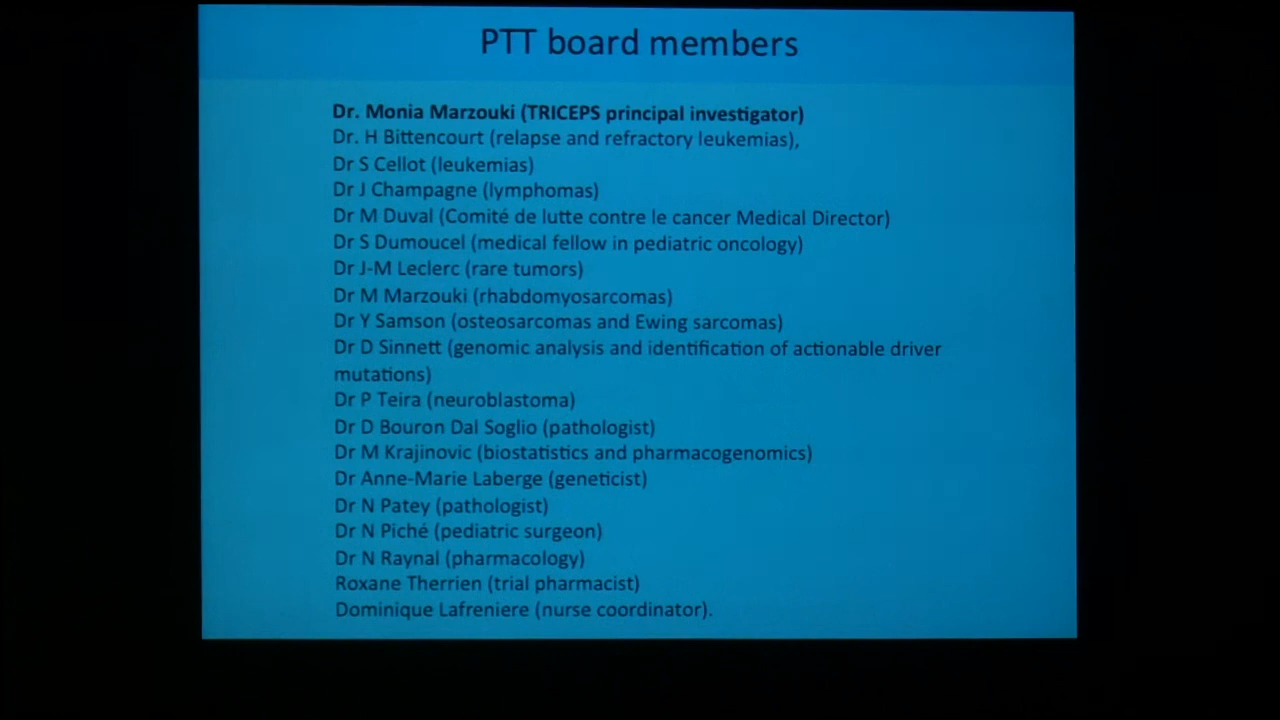 PTT board members
Dr. Monia Marzouki (TRICEPS principal investigator)
Dr. H Bittencourt (relapse and refractory leukemias),
Dr S Cellot (leukemias)
Dr J Champagne (lymphomas)
Dr M Duval (Comité de lutte contre le cancer Medical Director)
Dr S Dumoucel (medical fellow in pediatric oncology)
Dr J-M Leclerc (rare tumors)
Dr M Marzouki (rhabdomyosarcomas)
Dr Y Samson (osteosarcomas and Ewing sarcomas)
Dr D Sinnett (genomic analysis and identification of actionable driver
mutations)
Dr P Teira (neuroblastoma)
Dr D Bouron Dal Soglio (pathologist)
Dr M Krajinovic (biostatistics and pharmacogenomics)
Dr Anne-Marie Laberge (geneticist)
Dr N Patey (pathologist)
Dr N Piché (pediatric surgeon)
Dr N Raynal (pharmacology)
Roxane Therrien (trial pharmacist)
Dominique Lafreniere (nurse coordinator).